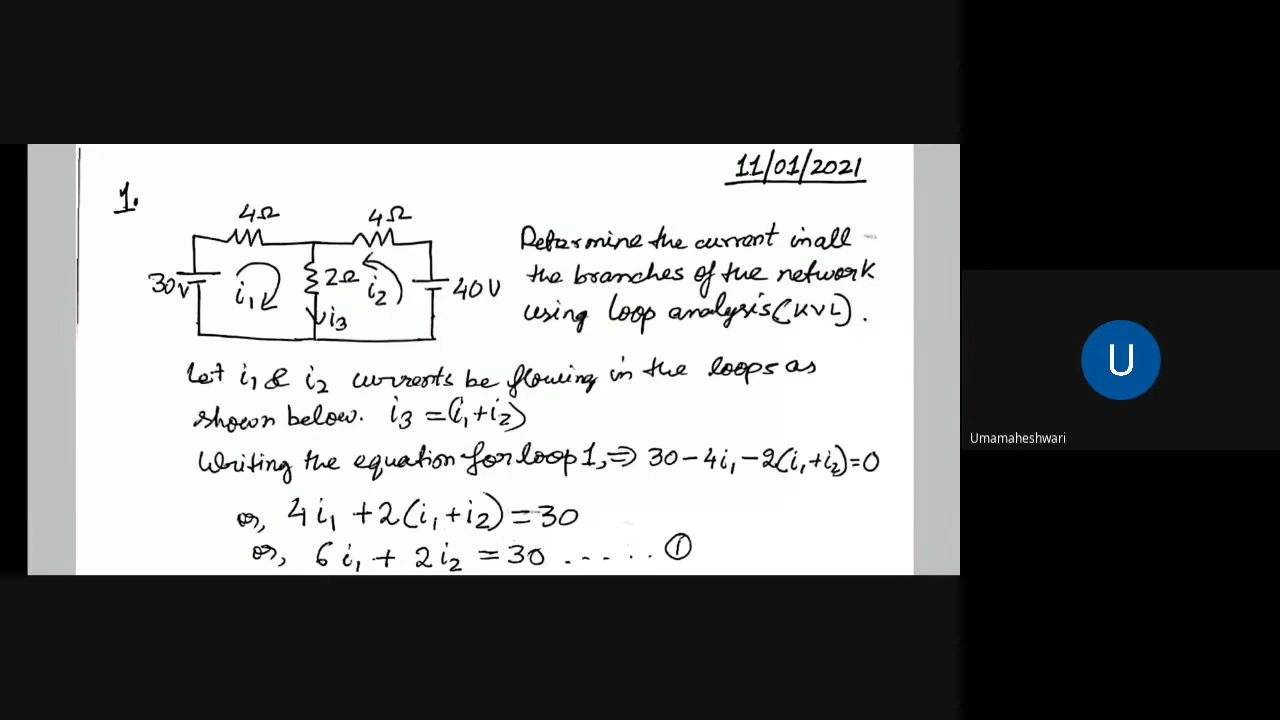 11/01/2021
1.
4Ω 4Ω
30V i₁ 2Ω i₂ 40V
i₃
Determine the current in all
the branches of the network
using loop analysis (KVL).
Let i₁ & i₂ currents be flowing in the loops as
shown below. i₃ = (i₁+i₂)
Writing the equation for loop 1, ⇒ 30 - 4i₁ - 2(i₁+i₂) = 0
or, 4i₁ + 2(i₁+i₂) = 30
or, 6i₁ + 2i₂ = 30 ..... ①
U
Umamaheshwari